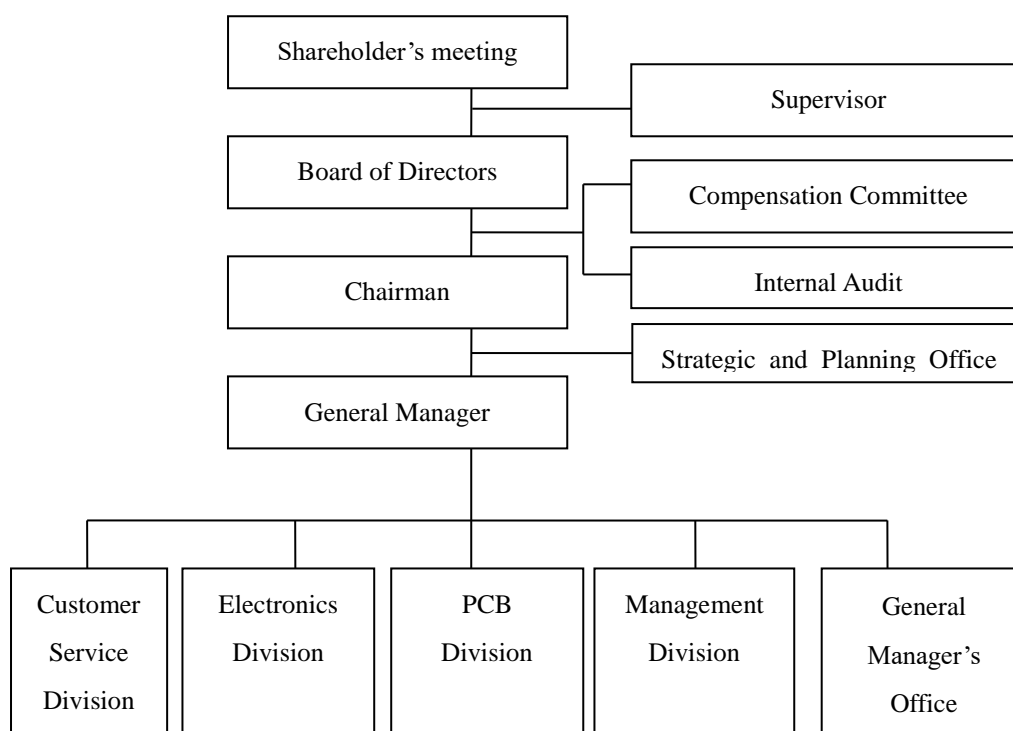 Shareholder’s meeting
Supervisor
Board of Directors
Compensation Committee
Internal Audit
Chairman
Strategic and Planning Office
General Manager
Customer
Service
Division
Electronics
Division
PCB
Division
Management
Division
General
Manager’s
Office